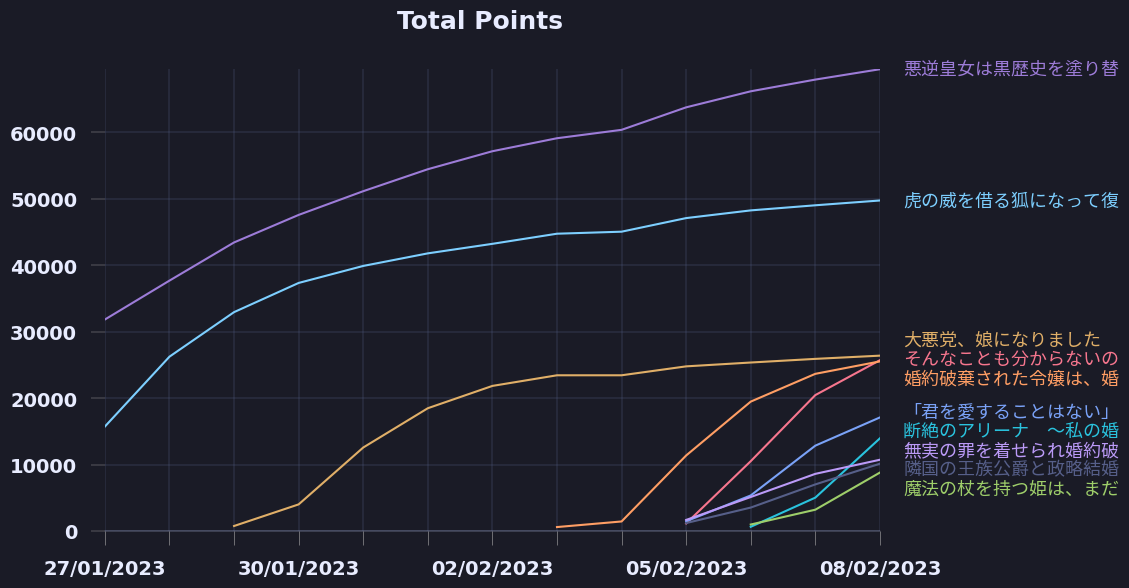 Total Points
悪逆皇女は黒歴史を塗り替
60000
50000
虎の威を借る狐になって復
40000
30000
大悪党、娘になりました
そんなことも分からないの
婚約破棄された令嬢は、婚
20000
「君を愛することはない」
断絶のアリーナ　～私の婚
無実の罪を着せられ婚約破
10000
隣国の王族公爵と政略結婚
魔法の杖を持つ姫は、まだ
0
27/01/2023
30/01/2023
02/02/2023
05/02/2023
08/02/2023